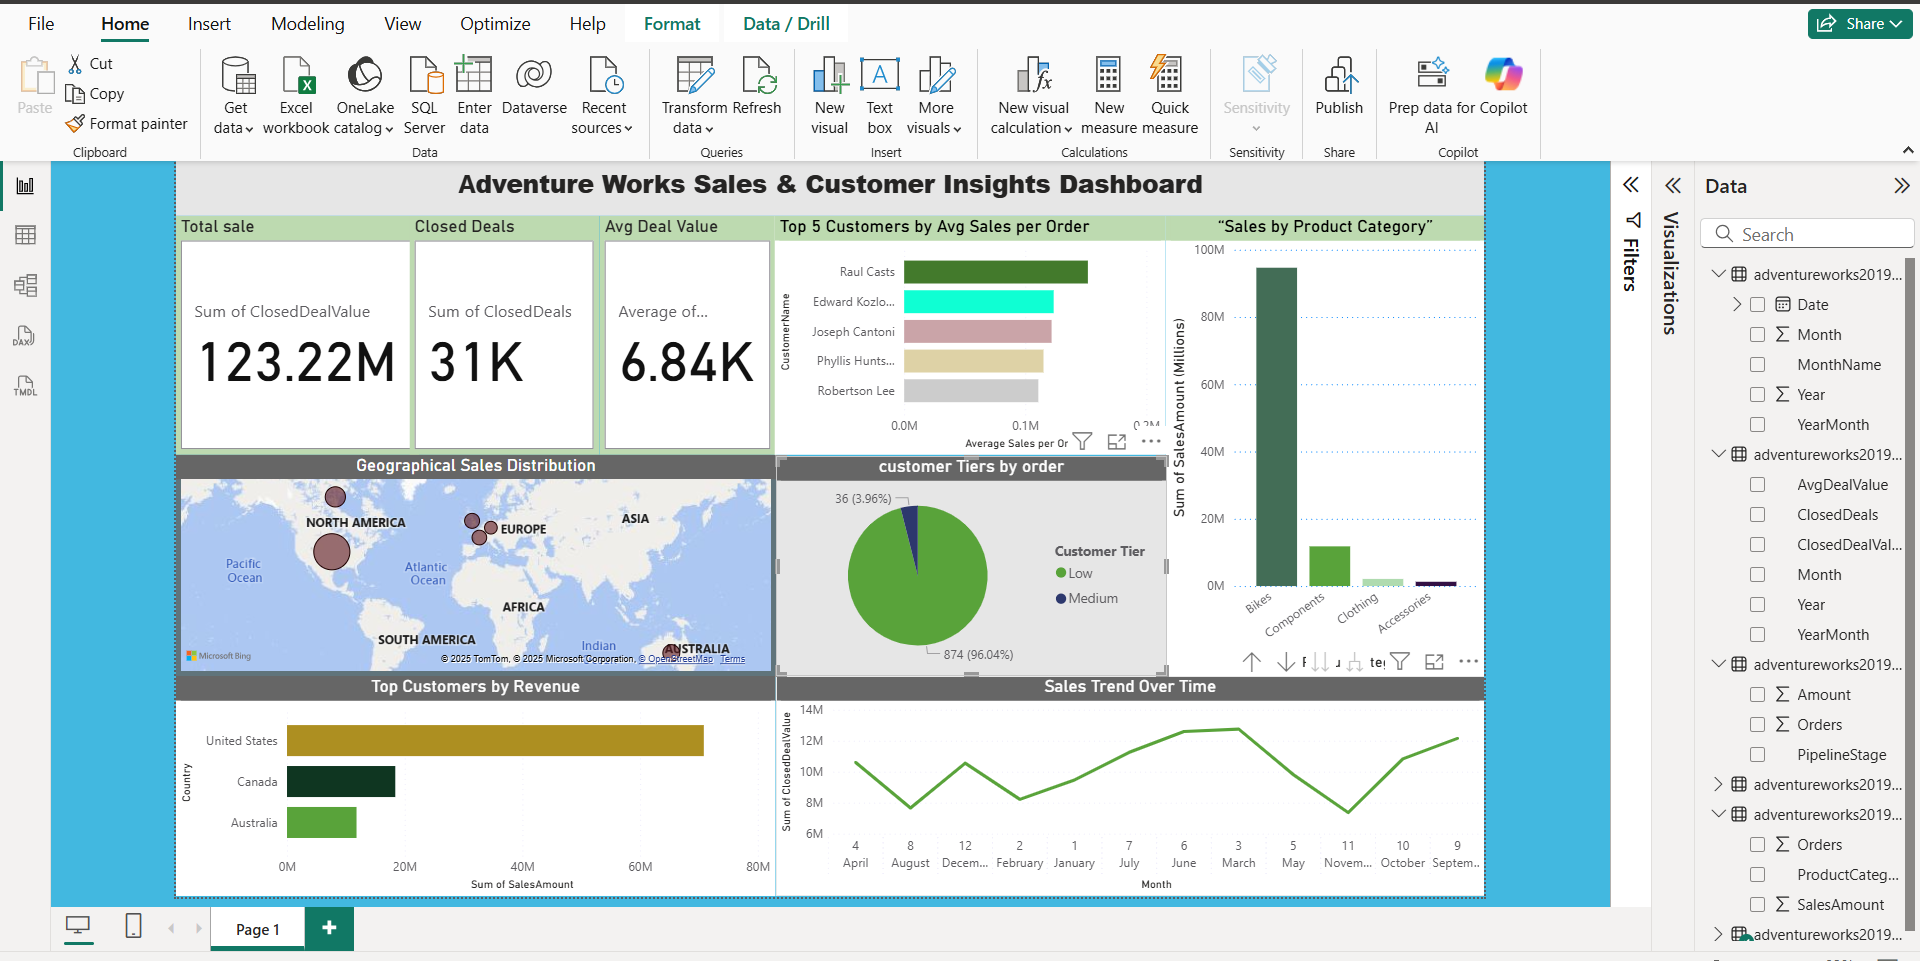 File Home Insert Modeling View Optimize Help Format Data / Drill Share
Paste
Cut
Copy
Format painter
Clipboard
Get data
Excel workbook
OneLake catalog
SQL Server
Enter data
Dataverse
Recent sources
Data
Transform data
Refresh
Queries
New visual
Text box
More visuals
Insert
New visual calculation
New measure
Quick measure
Calculations
Sensitivity
Sensitivity
Publish
Share
Prep data for AI
Copilot
Copilot
Adventure Works Sales & Customer Insights Dashboard
Total sale
Sum of ClosedDealValue
123.22M
Closed Deals
Sum of ClosedDeals
31K
Avg Deal Value
Average of...
6.84K
Top 5 Customers by Avg Sales per Order
CustomerName
Raul Casts
Edward Kozlo...
Joseph Cantoni
Phyllis Hunts...
Robertson Lee
0.0M 0.1M 0.2M
Average Sales per Or
“Sales by Product Category”
Sum of SalesAmount (Millions)
100M
80M
60M
40M
20M
0M
Bikes
Components
Clothing
Accessories
Geographical Sales Distribution
NORTH AMERICA
EUROPE
ASIA
Pacific Ocean
Atlantic Ocean
AFRICA
SOUTH AMERICA
Indian
AUSTRALIA
Microsoft Bing
© 2025 TomTom, © 2025 Microsoft Corporation, © OpenStreetMap Terms
customer Tiers by order
36 (3.96%)
874 (96.04%)
Customer Tier
Low
Medium
Top Customers by Revenue
Country
United States
Canada
Australia
0M 20M 40M 60M 80M
Sum of SalesAmount
Sales Trend Over Time
Sum of ClosedDealValue
14M
12M
10M
8M
6M
4 8 12 2 1 7 6 3 5 11 10 9
April August Decem... February January July June March May Novem... October Septem..
Month
Filters
Visualizations
Data
Search
adventureworks2019...
Date
Month
MonthName
Year
YearMonth
adventureworks2019...
AvgDealValue
ClosedDeals
ClosedDealVal...
Month
Year
YearMonth
adventureworks2019...
Amount
Orders
PipelineStage
adventureworks2019...
adventureworks2019...
Orders
ProductCateg...
SalesAmount
adventureworks2019...
DAX
TMDL
Page 1